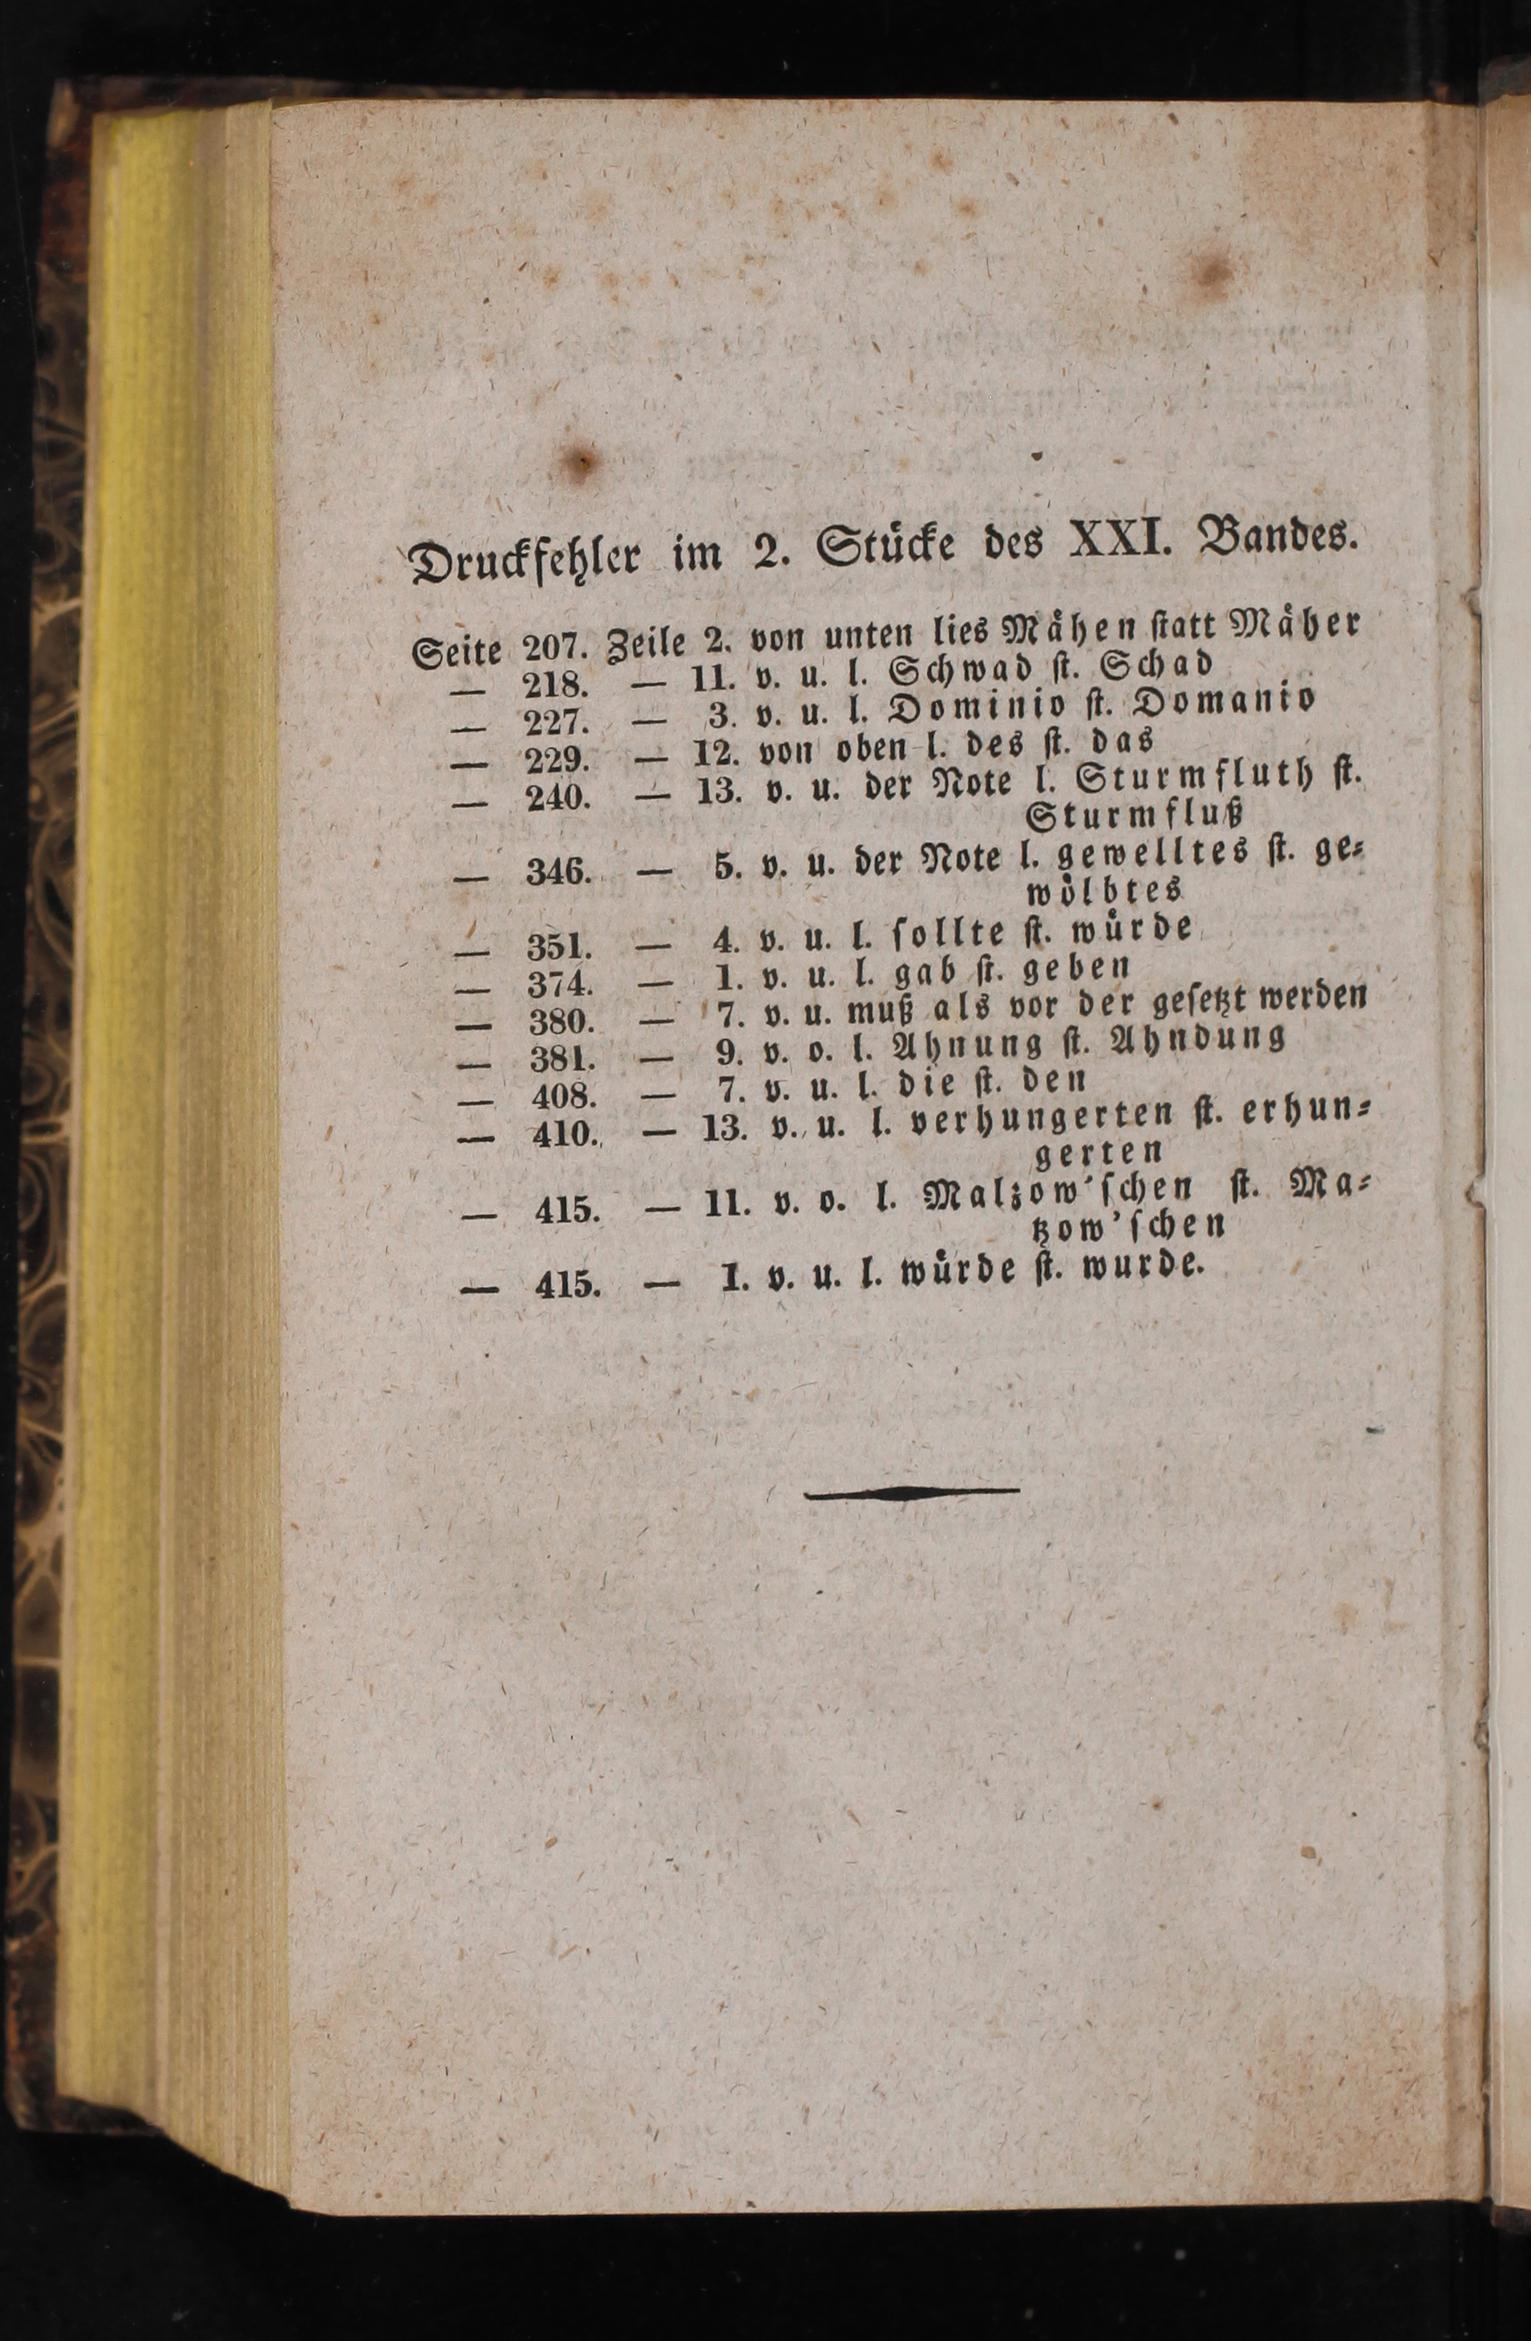 Druckfehler im 2. Stücke des XXI. Bandes.
Seite 207. Zeile 2. von unten lies Mähen ſtatt Mäher
— 218. — 11. v. u. l. Schwad ſt. Schad
— 227. — 3. v. u. l. Dominio ſt. Domanio
— 229. — 12. von oben l. des ſt. das
— 240. — 13. v. u. der Note l. Sturmfluth ſt.
Sturmfluß
— 346. — 5. v. u. der Note l. gewelltes ſt. ge⸗
wölbtes
— 351. — 4. v. u. l. ſollte ſt. würde
— 374. — 1. v. u. l. gab ſt. geben
— 380. — 7. v. u. muß als vor der geſetzt werden
— 381. — 9. v. o. l. Ahnung ſt. Ahndung
— 408. — 7. v. u. l. die ſt. den
— 410. — 13. v. u. l. verhungerten ſt. erhun⸗
gerten
— 415. — 11. v. o. l. Malzow'ſchen ſt. Ma⸗
tzow'ſchen
— 415. — 1. v. u. l. würde ſt. wurde.